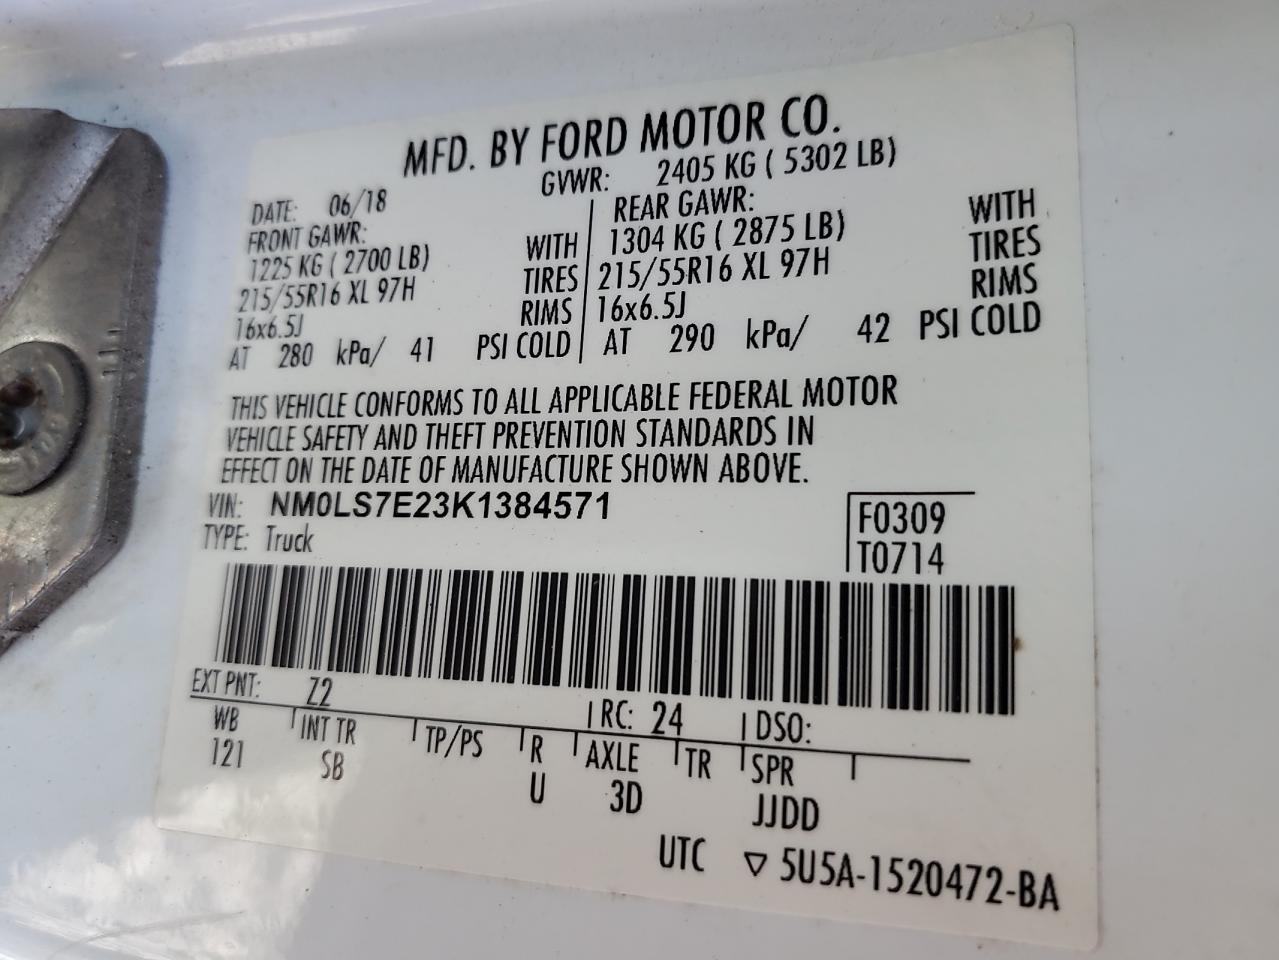 MFD. BY FORD MOTOR CO.
DATE: 06/18 GVWR: 2405 KG ( 5302 LB)
FRONT GAWR: REAR GAWR:
1225 KG ( 2700 LB) WITH 1304 KG ( 2875 LB) WITH
215/55R16 XL 97H TIRES 215/55R16 XL 97H TIRES
16x6.5J RIMS 16x6.5J RIMS
AT 280 kPa/ 41 PSI COLD AT 290 kPa/ 42 PSI COLD
THIS VEHICLE CONFORMS TO ALL APPLICABLE FEDERAL MOTOR
VEHICLE SAFETY AND THEFT PREVENTION STANDARDS IN
EFFECT ON THE DATE OF MANUFACTURE SHOWN ABOVE.
VIN: NM0LS7E23K1384571 F0309
TYPE: Truck T0714
EXT PNT: Z2 RC: 24 DSO:
WB INT TR TP/PS R AXLE TR SPR
121 SB U 3D JJDD
UTC ▽ 5U5A-1520472-BA